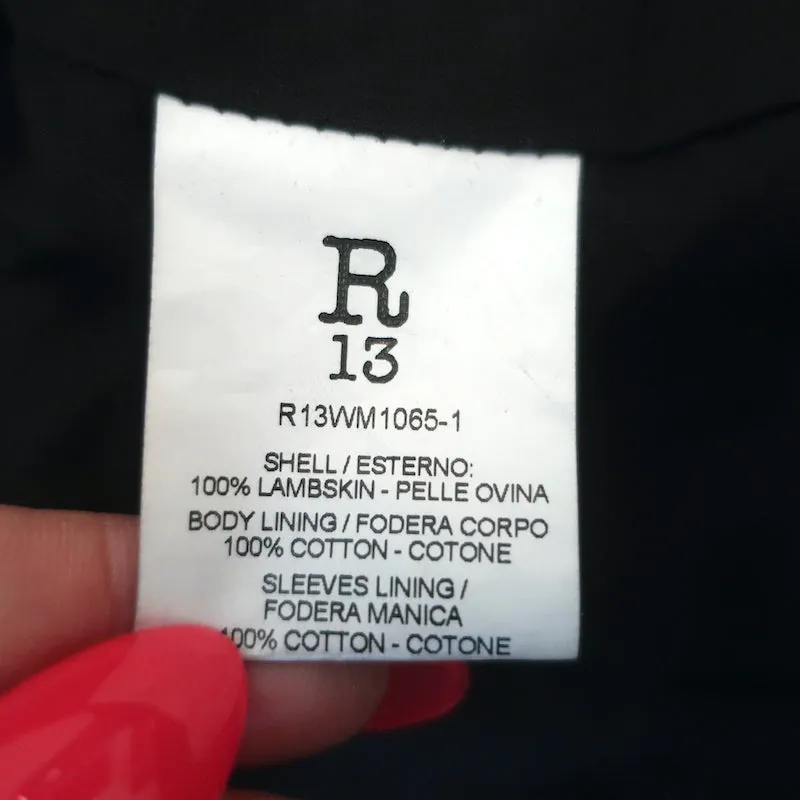 R
13
R13WM1065-1
SHELL / ESTERNO:
100% LAMBSKIN - PELLE OVINA
BODY LINING / FODERA CORPO
100% COTTON - COTONE
SLEEVES LINING /
FODERA MANICA
100% COTTON - COTONE